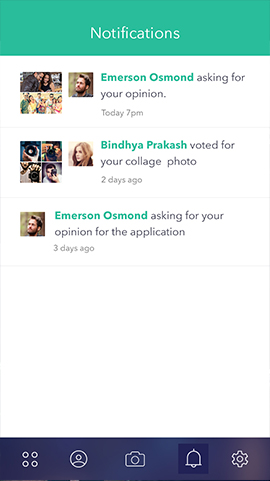 Notifications
Emerson Osmond asking for
your opinion.
Today 7pm
Bindhya Prakash voted for
your collage photo
2 days ago
Emerson Osmond asking for your
opinion for the application
3 days ago